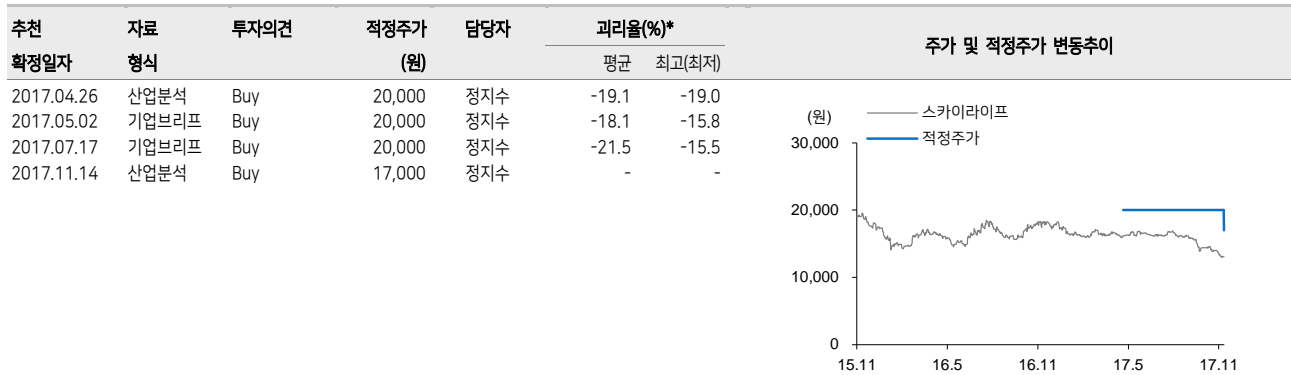 추천 자료 투자의견 적정주가 담당자 괴리율(%)* 주가 및 적정주가 변동추이
확정일자 형식 (원) 평균 최고(최저)
2017.04.26 산업분석 Buy 20,000 정지수 -19.1 -19.0
2017.05.02 기업브리프 Buy 20,000 정지수 -18.1 -15.8
2017.07.17 기업브리프 Buy 20,000 정지수 -21.5 -15.5
2017.11.14 산업분석 Buy 17,000 정지수 - -
(원)
스카이라이프
적정주가
30,000
20,000
10,000
0
15.11 16.5 16.11 17.5 17.11